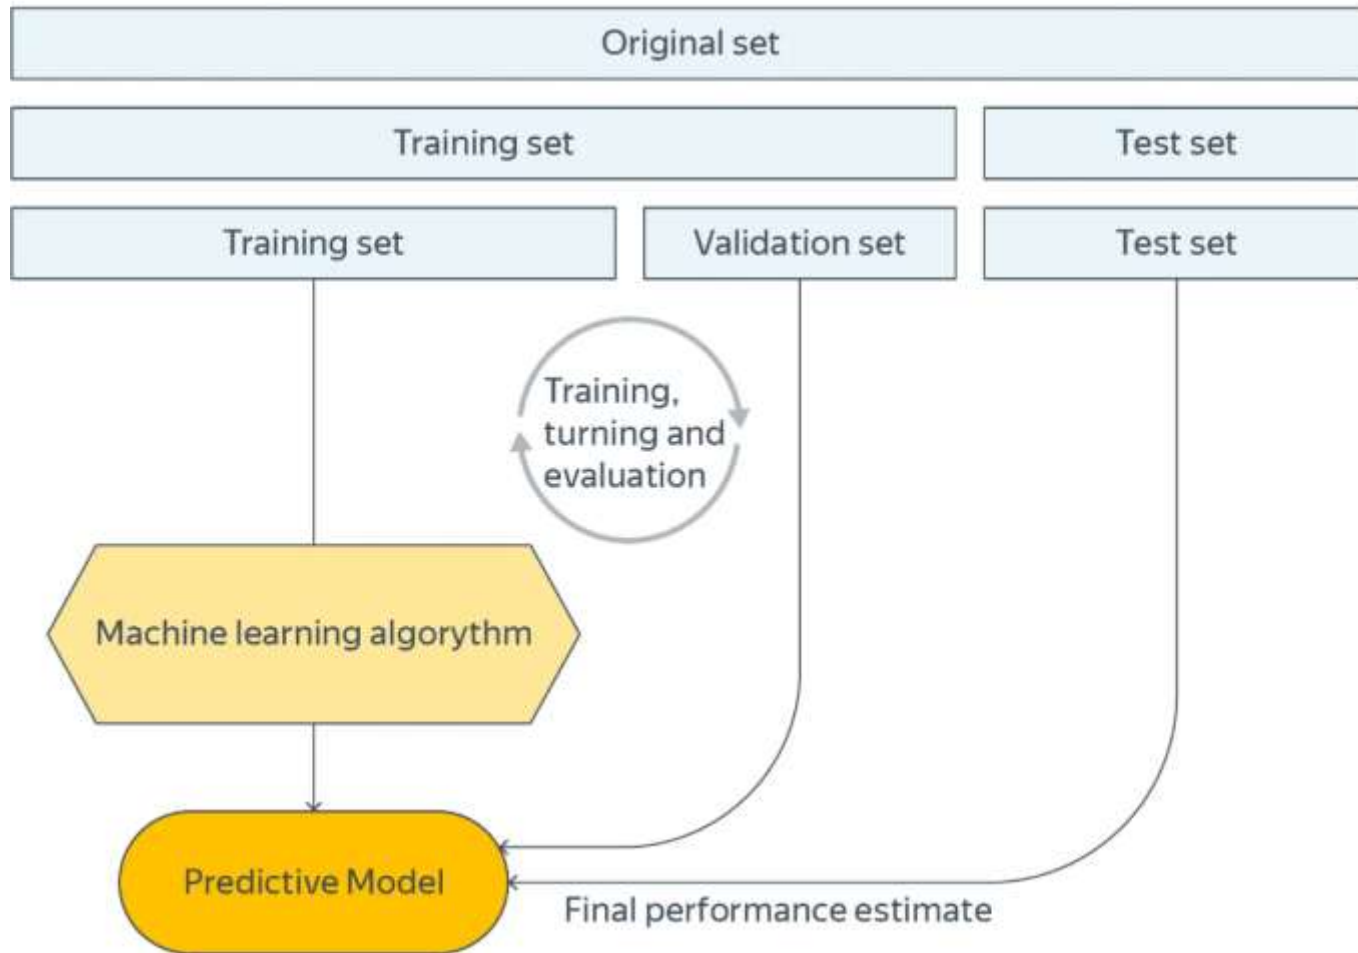 Original set
Training set
Test set
Training set
Validation set
Test set
Training,
turning and
evaluation
Machine learning algorythm
Predictive Model
Final performance estimate